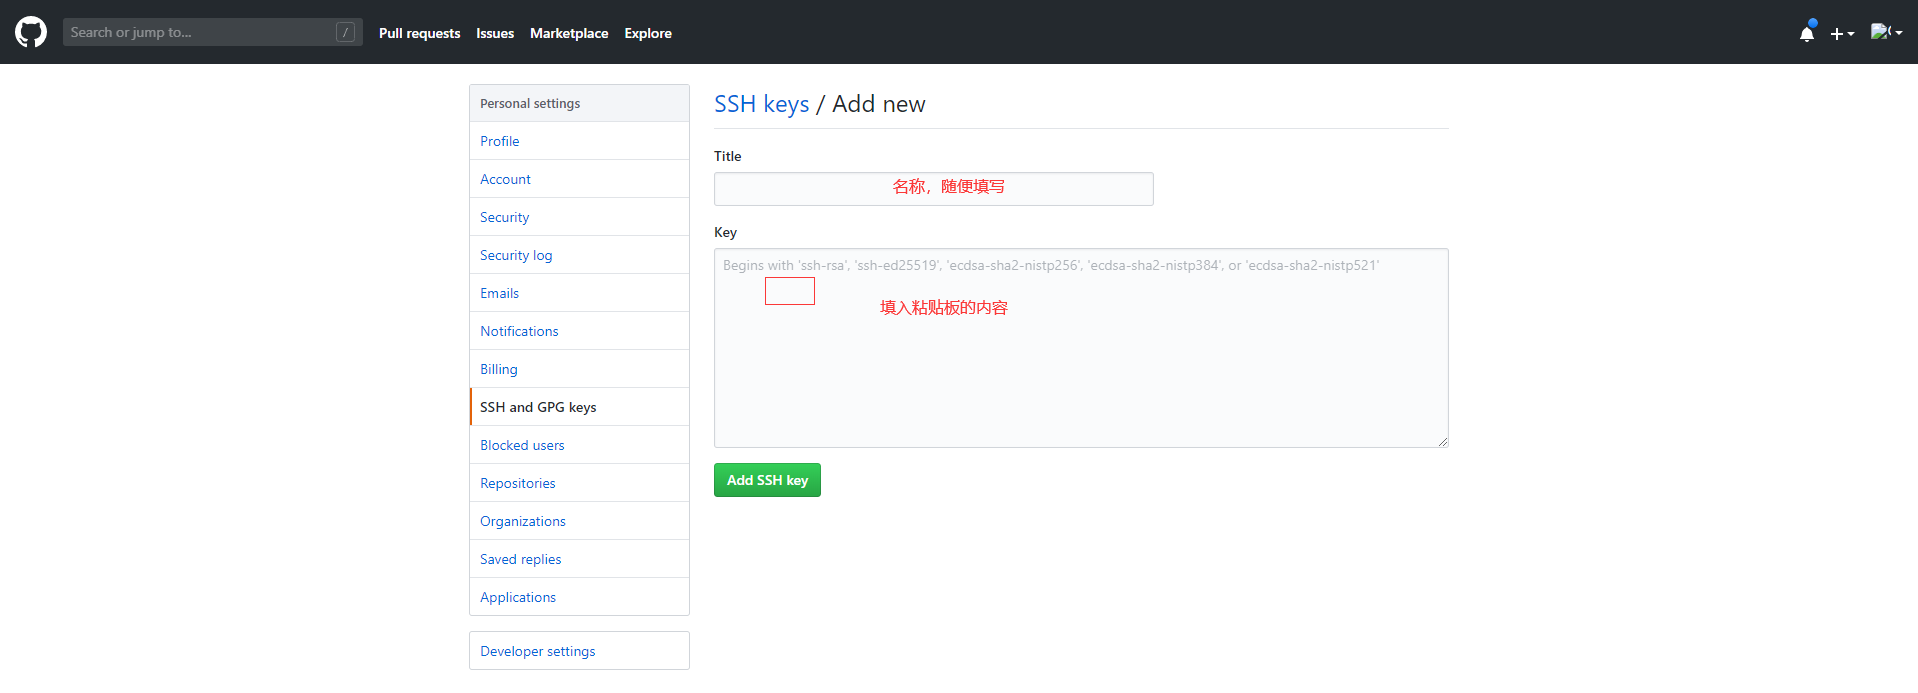 Search or jump to...
/
Pull requests
Issues
Marketplace
Explore
Personal settings
Profile
Account
Security
Security log
Emails
Notifications
Billing
SSH and GPG keys
Blocked users
Repositories
Organizations
Saved replies
Applications
Developer settings
SSH keys / Add new
Title
名称，随便填写
Key
Begins with 'ssh-rsa', 'ssh-ed25519', 'ecdsa-sha2-nistp256', 'ecdsa-sha2-nistp384', or 'ecdsa-sha2-nistp521'
填入粘贴板的内容
Add SSH key